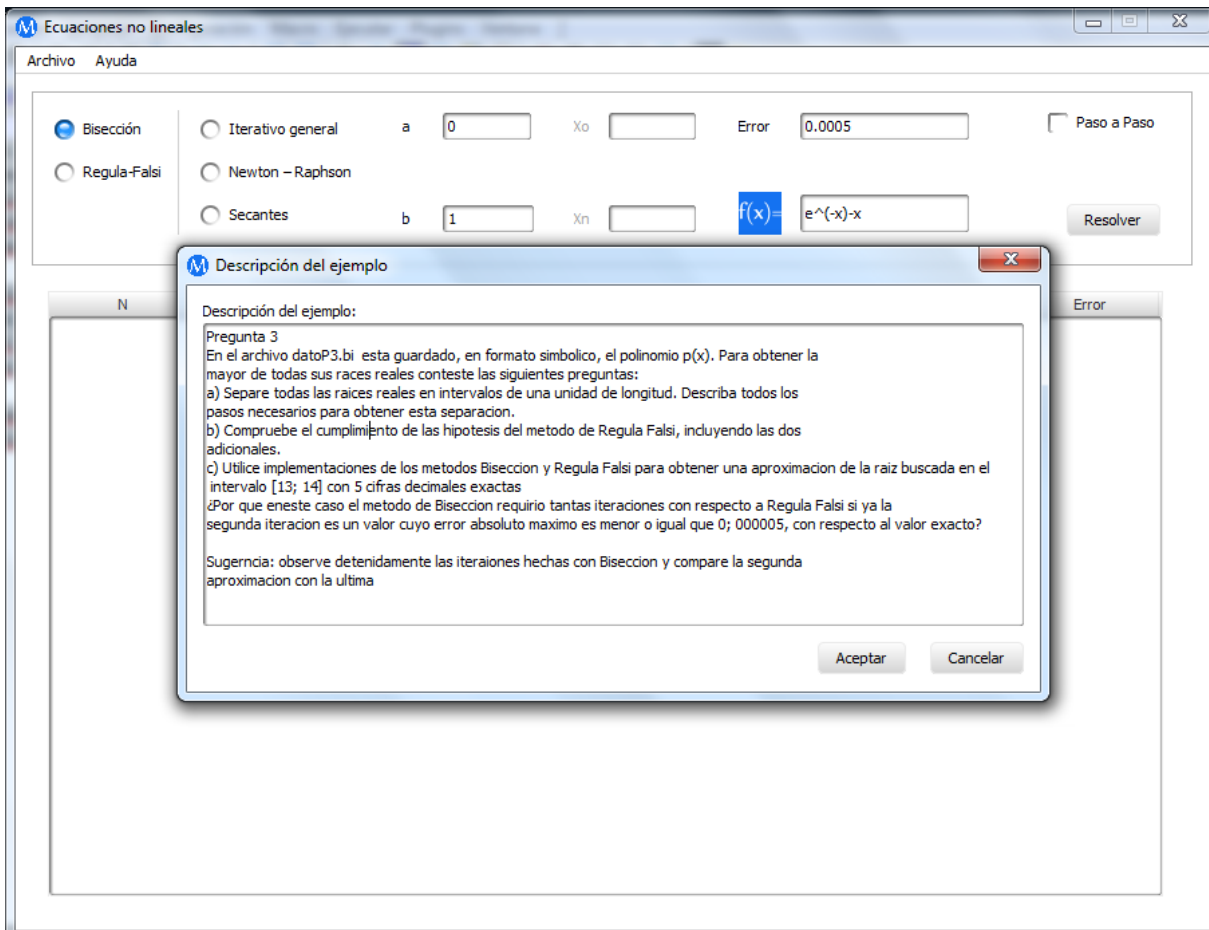 Ecuaciones no lineales
Archivo Ayuda
Bisección Iterativo general a 0 Xo Error 0.0005 Paso a Paso
Regula-Falsi Newton – Raphson
Secantes b 1 Xn f(x)= e^(-x)-x Resolver
Descripción del ejemplo
N Error
Descripción del ejemplo:
Pregunta 3
En el archivo datoP3.bi esta guardado, en formato simbolico, el polinomio p(x). Para obtener la
mayor de todas sus races reales conteste las siguientes preguntas:
a) Separe todas las raices reales en intervalos de una unidad de longitud. Describa todos los
pasos necesarios para obtener esta separacion.
b) Compruebe el cumplimiento de las hipotesis del metodo de Regula Falsi, incluyendo las dos
adicionales.
c) Utilice implementaciones de los metodos Biseccion y Regula Falsi para obtener una aproximacion de la raiz buscada en el
intervalo [13; 14] con 5 cifras decimales exactas
¿Por que eneste caso el metodo de Biseccion requirio tantas iteraciones con respecto a Regula Falsi si ya la
segunda iteracion es un valor cuyo error absoluto maximo es menor o igual que 0; 000005, con respecto al valor exacto?
Sugerncia: observe detenidamente las iteraiones hechas con Biseccion y compare la segunda
aproximacion con la ultima
Aceptar Cancelar